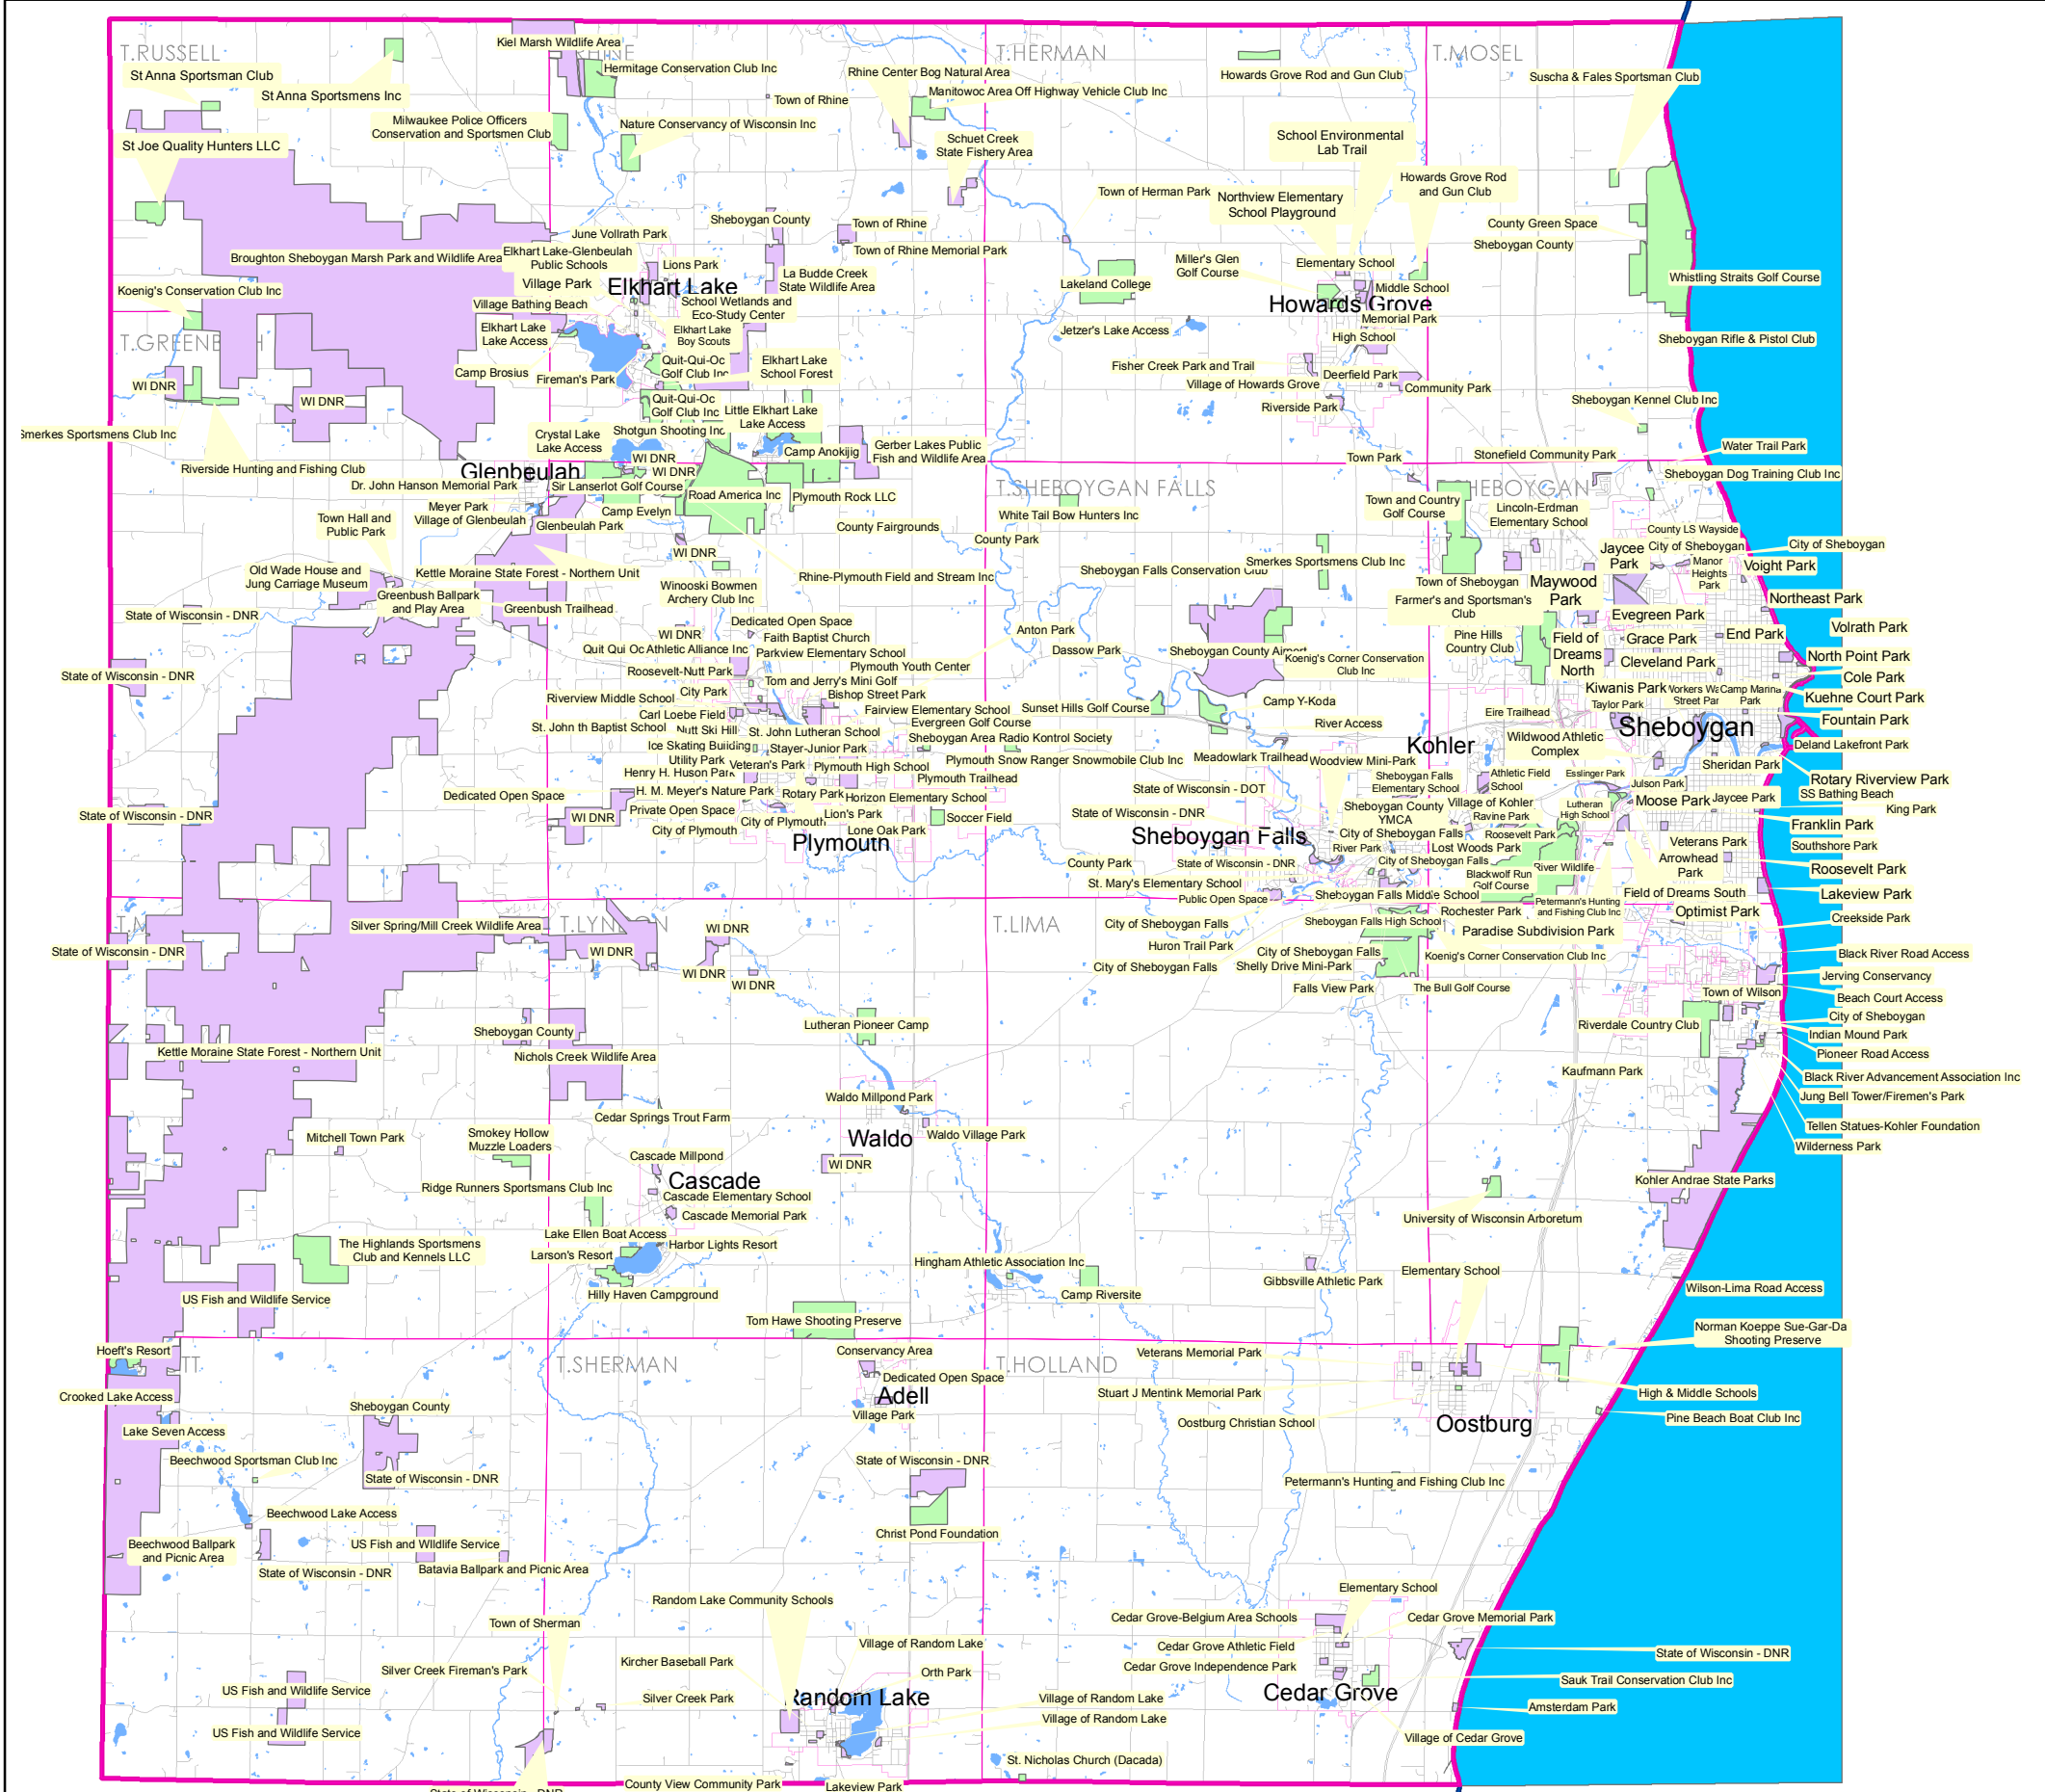 T.RUSSELL
Kiel Marsh Wildlife Area
T.HERMAN
T.MOSEL
St Anna Sportsman Club
St Anna Sportsmens Inc
Hermitage Conservation Club Inc
Rhine Center Bog Natural Area
Manitowoc Area Off Highway Vehicle Club Inc
Howards Grove Rod and Gun Club
Suscha & Fales Sportsman Club
Town of Rhine
Milwaukee Police Officers
Conservation and Sportsmen Club
Nature Conservancy of Wisconsin Inc
St Joe Quality Hunters LLC
Schuet Creek
State Fishery Area
School Environmental
Lab Trail
Howards Grove Rod
and Gun Club
Town of Herman Park
Northview Elementary
School Playground
Sheboygan County
Town of Rhine
County Green Space
Sheboygan County
June Vollrath Park
Town of Rhine Memorial Park
Broughton Sheboygan Marsh Park and Wildlife Area
Elkhart Lake-Glenbeulah
Public Schools
Lions Park
Village Park
Elkhart Lake
La Budde Creek
State Wildlife Area
Lakeland College
Miller's Glen
Golf Course
Elementary School
Middle School
Whistling Straits Golf Course
Koenig's Conservation Club Inc
Village Bathing Beach
School Wetlands and
Eco-Study Center
Howards Grove
Memorial Park
High School
Elkhart Lake
Lake Access
Elkhart Lake
Boy Scouts
Jetzer's Lake Access
Sheboygan Rifle & Pistol Club
Quit-Qui-Oc
Golf Club Inc
Elkhart Lake
School Forest
Camp Brosius
Fireman's Park
Fisher Creek Park and Trail
Village of Howards Grove
Deerfield Park
Community Park
Riverside Park
WI DNR
WI DNR
Quit-Qui-Oc
Golf Club Inc
Little Elkhart Lake
Lake Access
Sheboygan Kennel Club Inc
Smerkes Sportsmens Club Inc
Shotgun Shooting Inc
Crystal Lake
Lake Access
Camp Anokijig
Gerber Lakes Public
Fish and Wildlife Area
Water Trail Park
Riverside Hunting and Fishing Club
Glenbeulah
WI DNR
WI DNR
Town Park
Stonefield Community Park
Sheboygan Dog Training Club Inc
Dr. John Hanson Memorial Park
Sir Lanserlot Golf Course
Road America Inc
Plymouth Rock LLC
T.SHEBOYGAN FALLS
Meyer Park
Village of Glenbeulah
Glenbeulah Park
Camp Evelyn
White Tail Bow Hunters Inc
Town and Country
Golf Course
Lincoln-Erdman
Elementary School
Town Hall and
Public Park
County Fairgrounds
County Park
County LS Wayside
City of Sheboygan
City of Sheboygan
Jaycee
Park
WI DNR
Manor
Heights
Park
Voight Park
Old Wade House and
Jung Carriage Museum
Kettle Moraine State Forest - Northern Unit
Winooski Bowmen
Archery Club Inc
Rhine-Plymouth Field and Stream Inc
Sheboygan Falls Conservation Club
Smerkes Sportsmens Club Inc
Town of Sheboygan
Maywood
Park
Greenbush Ballpark
and Play Area
Greenbush Trailhead
Farmer's and Sportsman's
Club
Northeast Park
State of Wisconsin - DNR
Dedicated Open Space
Evegreen Park
WI DNR
Faith Baptist Church
Anton Park
Pine Hills
Country Club
Field of
Dreams
North
Grace Park
End Park
Volrath Park
Quit Qui Oc Athletic Alliance Inc
Parkview Elementary School
Dassow Park
Sheboygan County Airport
Koenig's Corner Conservation
Club Inc
Cleveland Park
North Point Park
State of Wisconsin - DNR
Roosevelt-Nutt Park
Plymouth Youth Center
Tom and Jerry's Mini Golf
Cole Park
Riverview Middle School
City Park
Bishop Street Park
Kiwanis Park
Camp Marina
Park
Kuehne Court Park
Carl Loebe Field
Fairview Elementary School
Sunset Hills Golf Course
Camp Y-Koda
Taylor Park
Eire Trailhead
Fountain Park
St. John th Baptist School
Nutt Ski Hill
St. John Lutheran School
Evergreen Golf Course
River Access
Sheboygan
Ice Skating Building
Stayer-Junior Park
Sheboygan Area Radio Kontrol Society
Kohler
Wildwood Athletic
Complex
Deland Lakefront Park
Utility Park
Veteran's Park
Plymouth High School
Plymouth Snow Ranger Snowmobile Club Inc
Meadowlark Trailhead
Woodview Mini-Park
Sheridan Park
Henry H. Huson Park
Plymouth Trailhead
Sheboygan Falls
Elementary School
Athletic Field
School
Esslinger Park
Julson Park
Rotary Riverview Park
Dedicated Open Space
H. M. Meyer's Nature Park
Rotary Park
Horizon Elementary School
State of Wisconsin - DOT
SS Bathing Beach
Private Open Space
Lion's Park
Sheboygan County
YMCA
Village of Kohler
Ravine Park
Lutheran
High School
Moose Park
Jaycee Park
King Park
State of Wisconsin - DNR
WI DNR
City of Plymouth
City of Plymouth
Lone Oak Park
Soccer Field
State of Wisconsin - DNR
Franklin Park
Plymouth
Sheboygan Falls
City of Sheboygan Falls
River Park
Roosevelt Park
Lost Woods Park
Veterans Park
Southshore Park
County Park
State of Wisconsin - DNR
City of Sheboygan Falls
Blackwolf Run
Golf Course
River Wildlife
Arrowhead
Park
Roosevelt Park
St. Mary's Elementary School
Public Open Space
Sheboygan Falls Middle School
Field of Dreams South
Lakeview Park
Petermann's Hunting
and Fishing Club Inc
Rochester Park
Optimist Park
Creekside Park
Silver Spring/Mill Creek Wildlife Area
WI DNR
T.LIMA
City of Sheboygan Falls
Sheboygan Falls High School
Paradise Subdivision Park
State of Wisconsin - DNR
WI DNR
Huron Trail Park
City of Sheboygan Falls
Koenig's Corner Conservation Club Inc
Black River Road Access
WI DNR
WI DNR
City of Sheboygan Falls
Shelly Drive Mini-Park
Jerving Conservancy
Falls View Park
The Bull Golf Course
Town of Wilson
Beach Court Access
City of Sheboygan
Sheboygan County
Lutheran Pioneer Camp
Riverdale Country Club
Indian Mound Park
Kettle Moraine State Forest - Northern Unit
Nichols Creek Wildlife Area
Pioneer Road Access
Kaufmann Park
Black River Advancement Association Inc
Waldo Millpond Park
Jung Bell Tower/Firemen's Park
Cedar Springs Trout Farm
Tellen Statues-Kohler Foundation
Mitchell Town Park
Smokey Hollow
Muzzle Loaders
Waldo
Waldo Village Park
Wilderness Park
Cascade Millpond
WI DNR
Cascade
Kohler Andrae State Parks
Ridge Runners Sportsmans Club Inc
Cascade Elementary School
Cascade Memorial Park
University of Wisconsin Arboretum
Lake Ellen Boat Access
The Highlands Sportsmens
Club and Kennels LLC
Larson's Resort
Harbor Lights Resort
Hingham Athletic Association Inc
Gibbsville Athletic Park
Elementary School
US Fish and Wildlife Service
Hilly Haven Campground
Camp Riversite
Wilson-Lima Road Access
Tom Hawe Shooting Preserve
Norman Koeppe Sue-Gar-Da
Shooting Preserve
Hoeft's Resort
T.SHERMAN
Conservancy Area
T.HOLLAND
Veterans Memorial Park
Dedicated Open Space
Crooked Lake Access
Adell
Stuart J Mentink Memorial Park
High & Middle Schools
Sheboygan County
Village Park
Oostburg Christian School
Oostburg
Pine Beach Boat Club Inc
Lake Seven Access
Beechwood Sportsman Club Inc
State of Wisconsin - DNR
State of Wisconsin - DNR
Petermann's Hunting and Fishing Club Inc
Beechwood Lake Access
Christ Pond Foundation
Beechwood Ballpark
and Picnic Area
US Fish and Wildlife Service
State of Wisconsin - DNR
Batavia Ballpark and Picnic Area
Random Lake Community Schools
Elementary School
Town of Sherman
Cedar Grove-Belgium Area Schools
Cedar Grove Memorial Park
Village of Random Lake
Cedar Grove Athletic Field
State of Wisconsin - DNR
Silver Creek Fireman's Park
Kircher Baseball Park
Orth Park
Cedar Grove Independence Park
Sauk Trail Conservation Club Inc
US Fish and Wildlife Service
Silver Creek Park
Random Lake
Village of Random Lake
Cedar Grove
Amsterdam Park
Village of Random Lake
US Fish and Wildlife Service
Village of Cedar Grove
St. Nicholas Church (Dacada)
County View Community Park
Lakeview Park